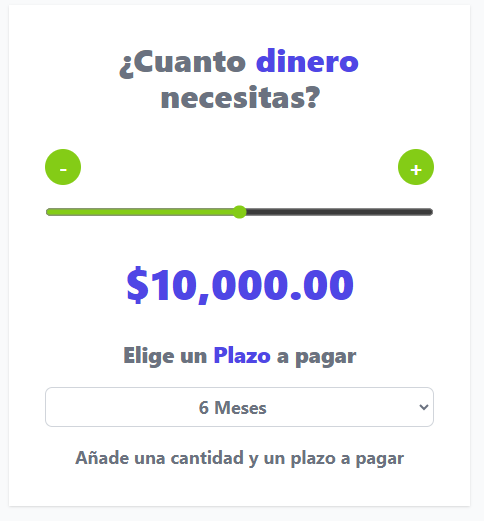 ¿Cuanto dinero
necesitas?
- +
$10,000.00
Elige un Plazo a pagar
6 Meses
Añade una cantidad y un plazo a pagar